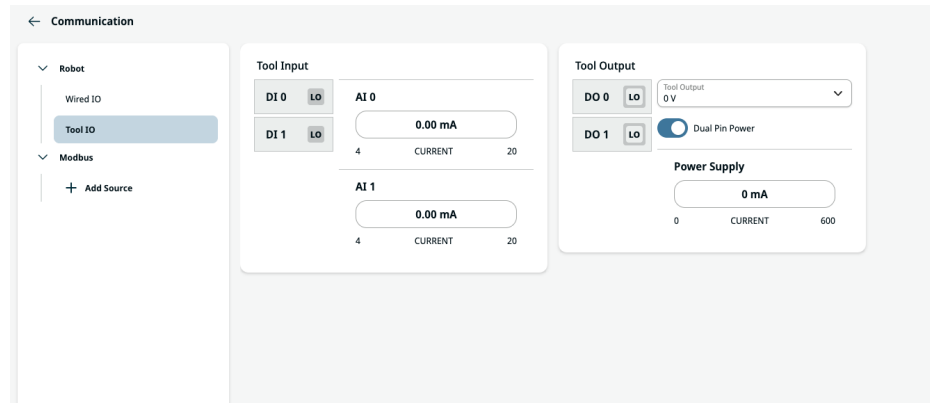 Communication
Robot
Wired IO
Tool IO
Modbus
Add Source
Tool Input
DI 0 LO
DI 1 LO
AI 0
0.00 mA
4 CURRENT 20
AI 1
0.00 mA
4 CURRENT 20
Tool Output
DO 0 LO
DO 1 LO
Tool Output
0 V
Dual Pin Power
Power Supply
0 mA
0 CURRENT 600